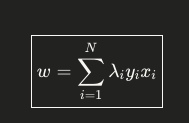 $w = \sum_{i=1}^{N} \lambda_i y_i x_i$